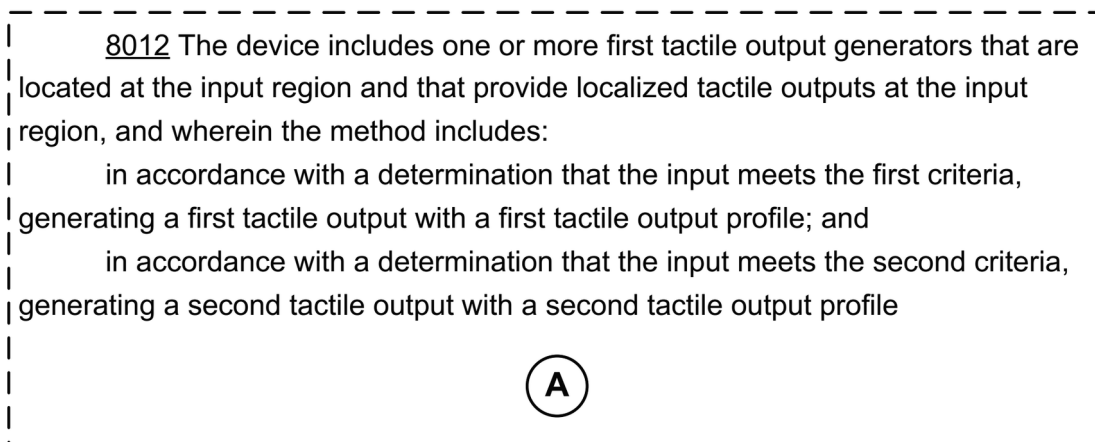 8012 The device includes one or more first tactile output generators that are
located at the input region and that provide localized tactile outputs at the input
region, and wherein the method includes:
in accordance with a determination that the input meets the first criteria,
generating a first tactile output with a first tactile output profile; and
in accordance with a determination that the input meets the second criteria,
generating a second tactile output with a second tactile output profile
A